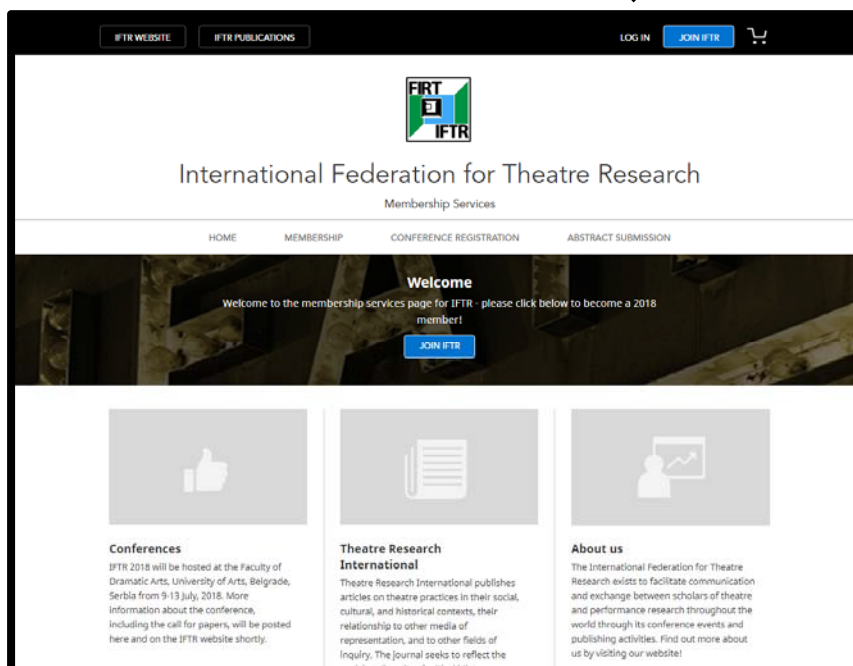 IFTR WEBSITE
IFTR PUBLICATIONS
LOG IN
JOIN IFTR
FIRT
IFTR
International Federation for Theatre Research
Membership Services
HOME
MEMBERSHIP
CONFERENCE REGISTRATION
ABSTRACT SUBMISSION
Welcome
Welcome to the membership services page for IFTR - please click below to become a 2018
member!
JOIN IFTR
Conferences
IFTR 2018 will be hosted at the Faculty of
Dramatic Arts, University of Arts, Belgrade,
Serbia from 9-13 July, 2018. More
information about the conference,
including the call for papers, will be posted
here and on the IFTR website shortly.
Theatre Research
International
Theatre Research International publishes
articles on theatre practices in their social,
cultural, and historical contexts, their
relationship to other media of
representation, and to other fields of
inquiry. The journal seeks to reflect the
About us
The International Federation for Theatre
Research exists to facilitate communication
and exchange between scholars of theatre
and performance research throughout the
world through its conference events and
publishing activities. Find out more about
us by visiting our website!